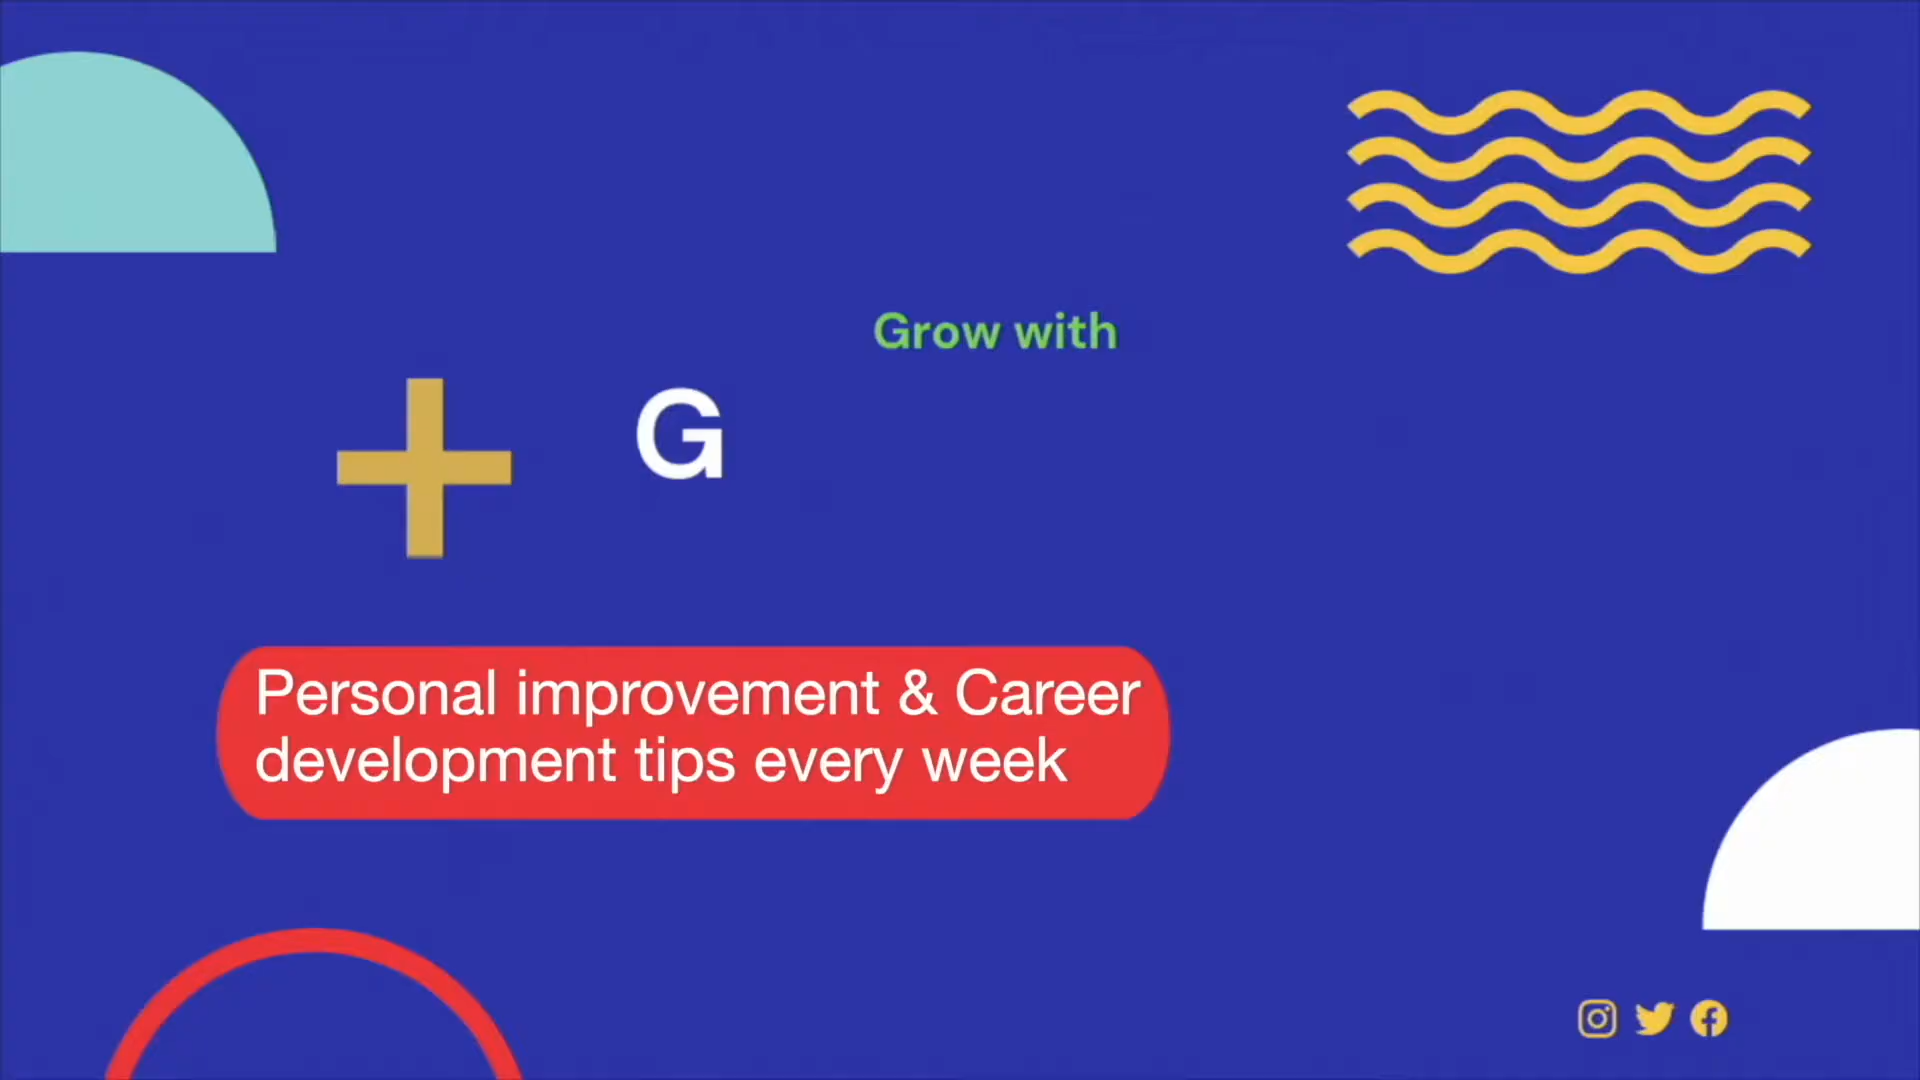 Grow with
G
Personal improvement & Career
development tips every week